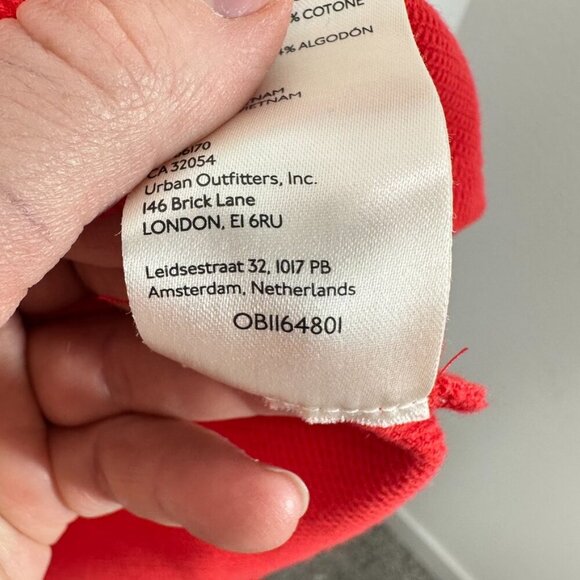 % COTONE
4% ALGODÓN
CA 32054
Urban Outfitters, Inc.
146 Brick Lane
LONDON, E1 6RU
Leidsestraat 32, 1017 PB
Amsterdam, Netherlands
OB1164801